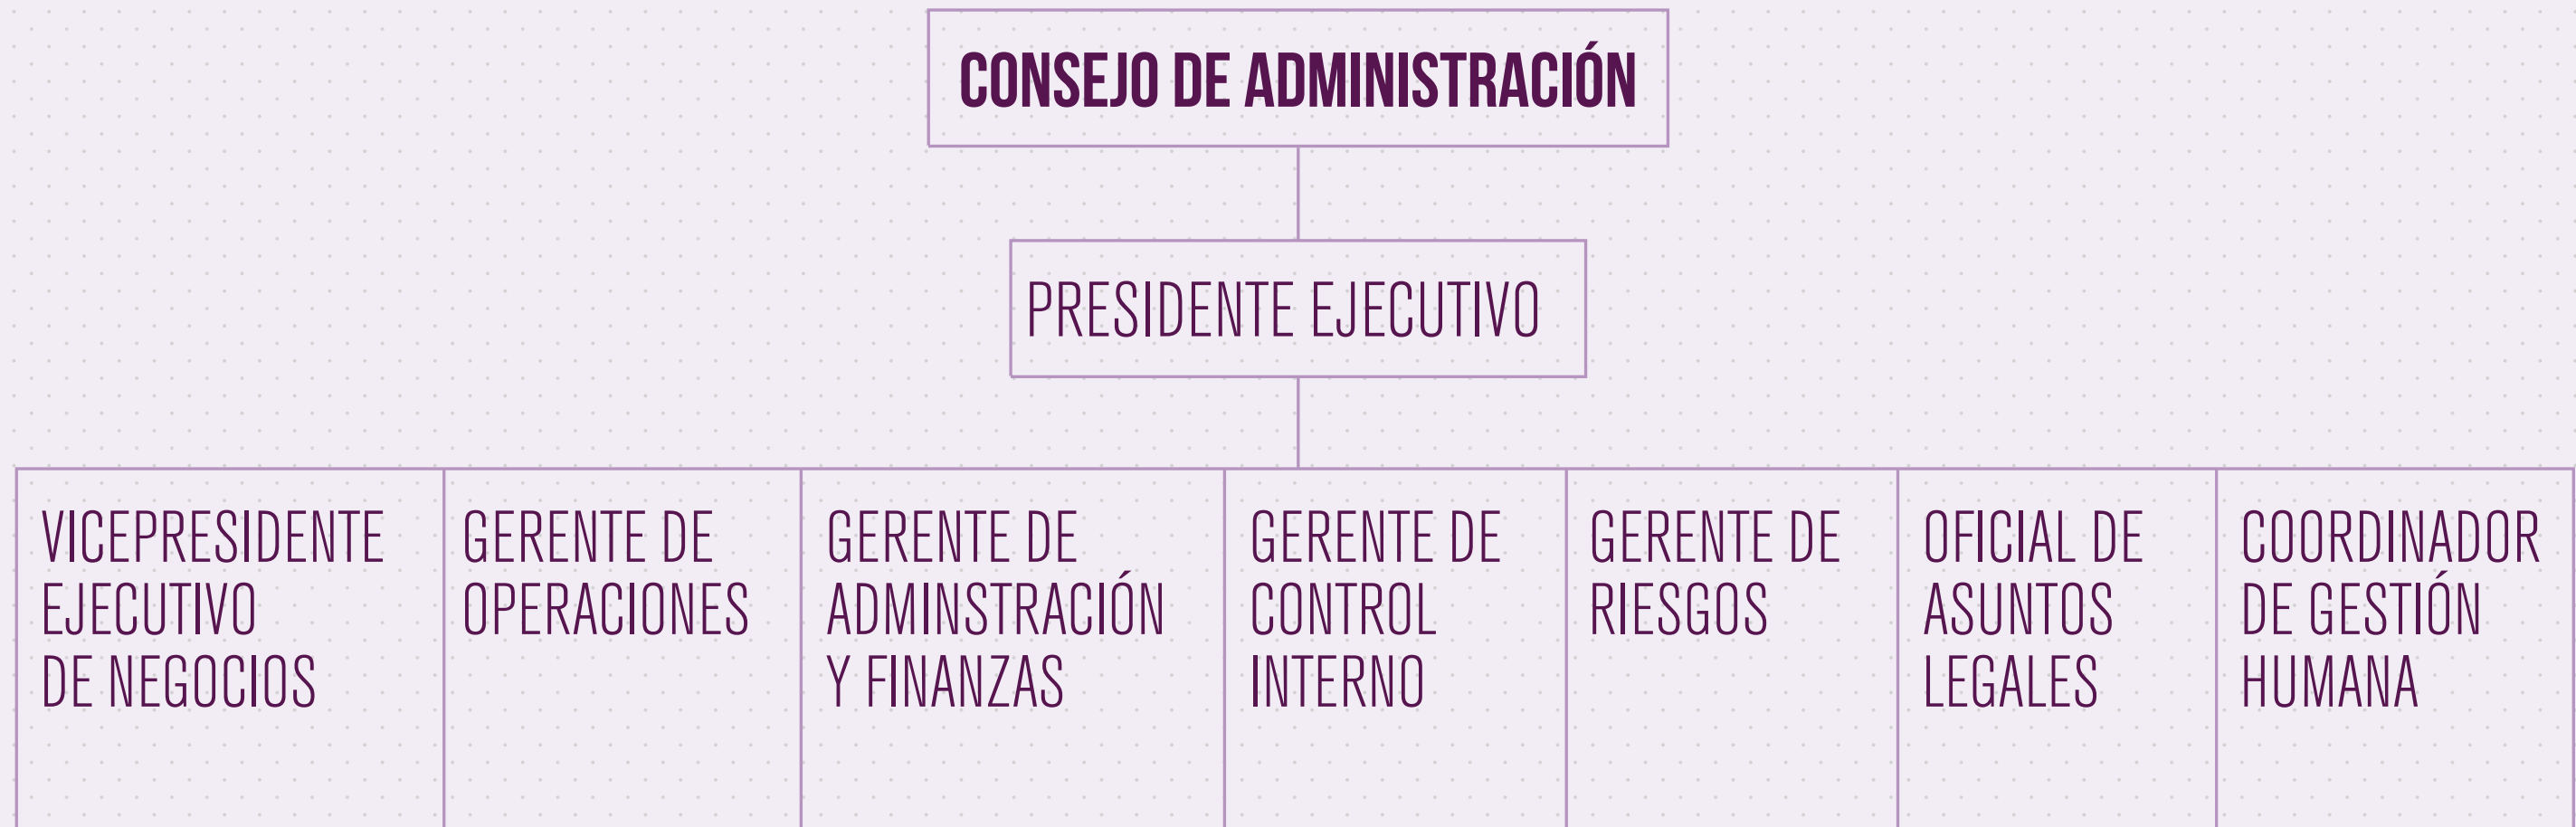 CONSEJO DE ADMINISTRACIÓN
PRESIDENTE EJECUTIVO
VICEPRESIDENTE
EJECUTIVO
DE NEGOCIOS
GERENTE DE
OPERACIONES
GERENTE DE
ADMINSTRACIÓN
Y FINANZAS
GERENTE DE
CONTROL
INTERNO
GERENTE DE
RIESGOS
OFICIAL DE
ASUNTOS
LEGALES
COORDINADOR
DE GESTIÓN
HUMANA